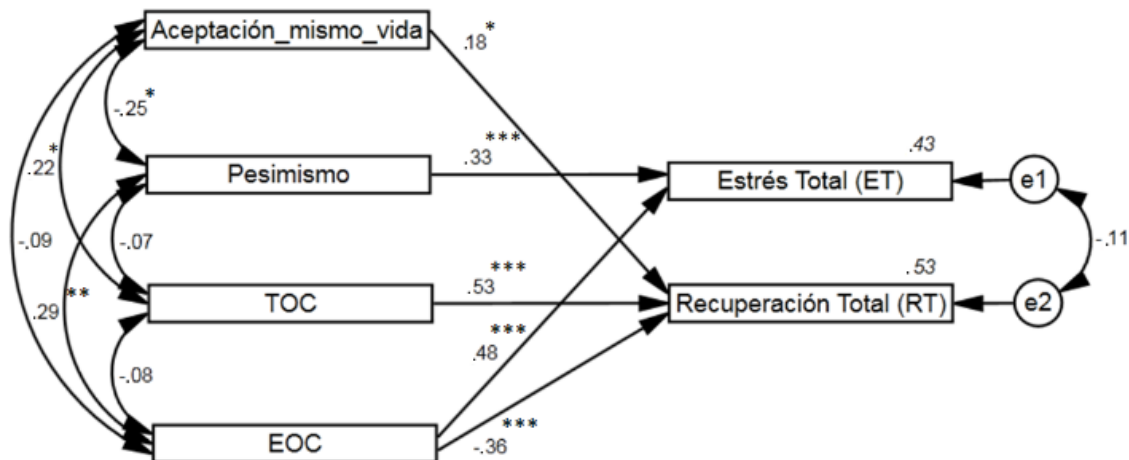 Aceptación_mismo_vida
.18*
-.25*
.43
***
.33
.22*
Pesimismo
Estrés Total (ET)
e1
-.09
-.07
-.11
***
.53
.53
.29**
TOC
Recuperación Total (RT)
e2
***
.48
-.08
***
-.36
EOC